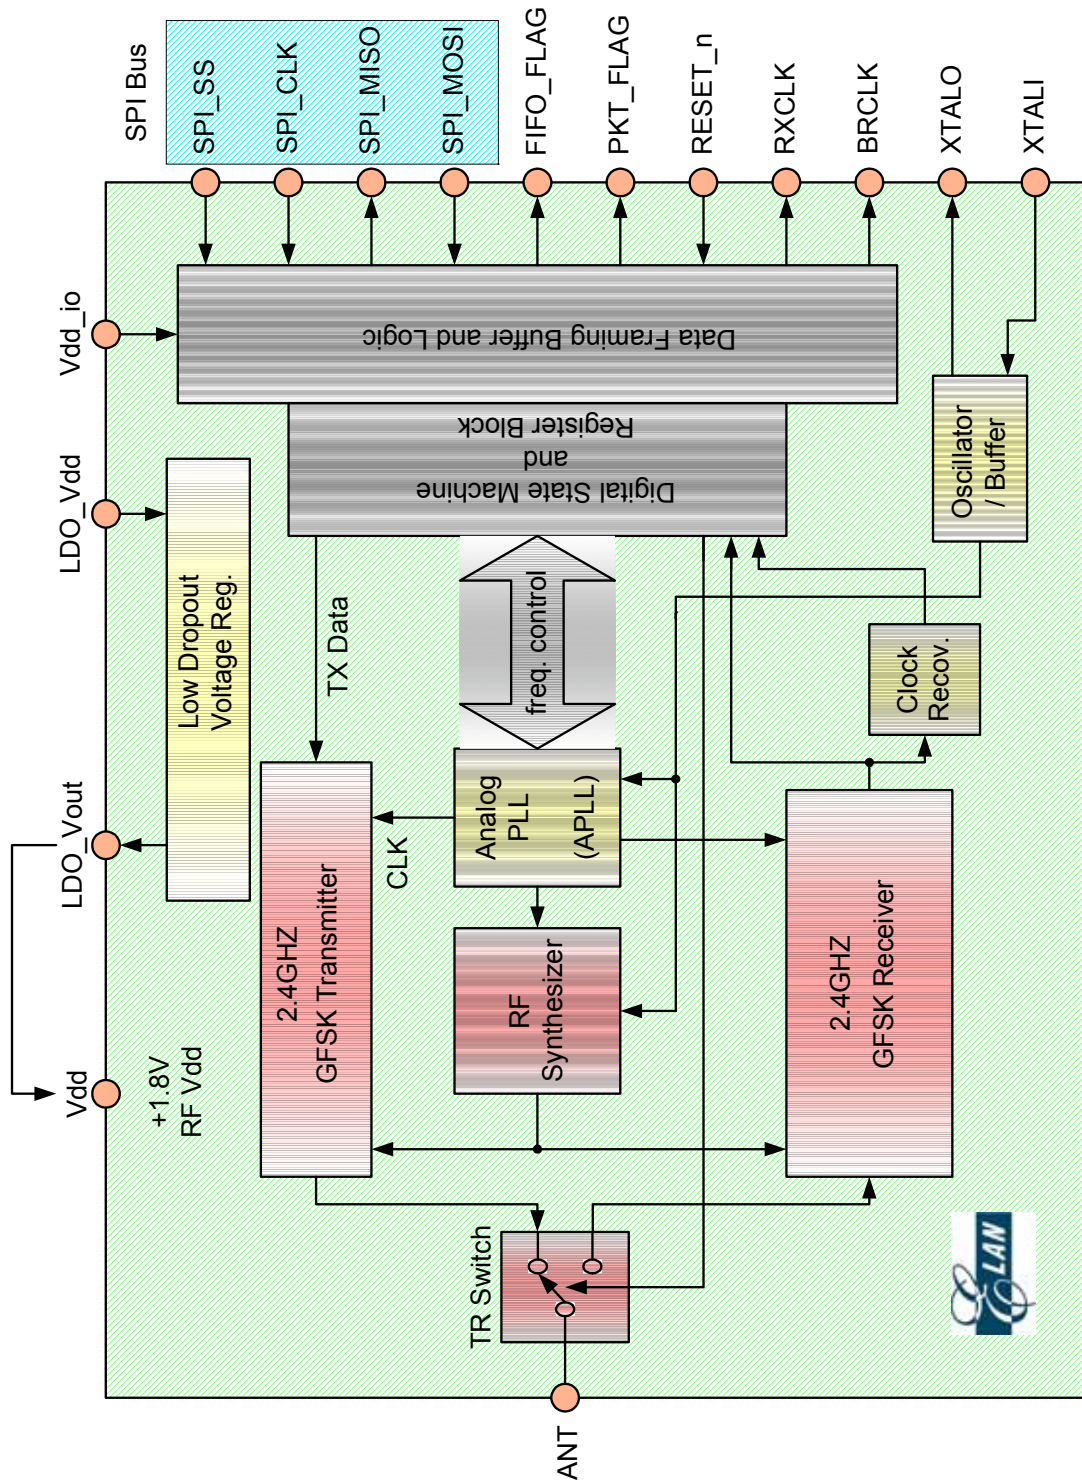 SPI Bus
SPI_SS
SPI_CLK
SPI_MISO
SPI_MOSI
FIFO_FLAG
PKT_FLAG
RESET_n
RXCLK
BRCLK
XTALO
XTALI
Vdd_io
LDO_Vdd
LDO_Vout
Vdd
+1.8V
RF Vdd
Data Framing Buffer and Logic
Digital State Machine
and
Register Block
Low Dropout
Voltage Reg.
TX Data
freq. control
Oscillator
/ Buffer
Clock
Recov.
Analog
PLL
(APLL)
CLK
2.4GHZ
GFSK Transmitter
RF
Synthesizer
2.4GHZ
GFSK Receiver
TR Switch
ANT
ELAN